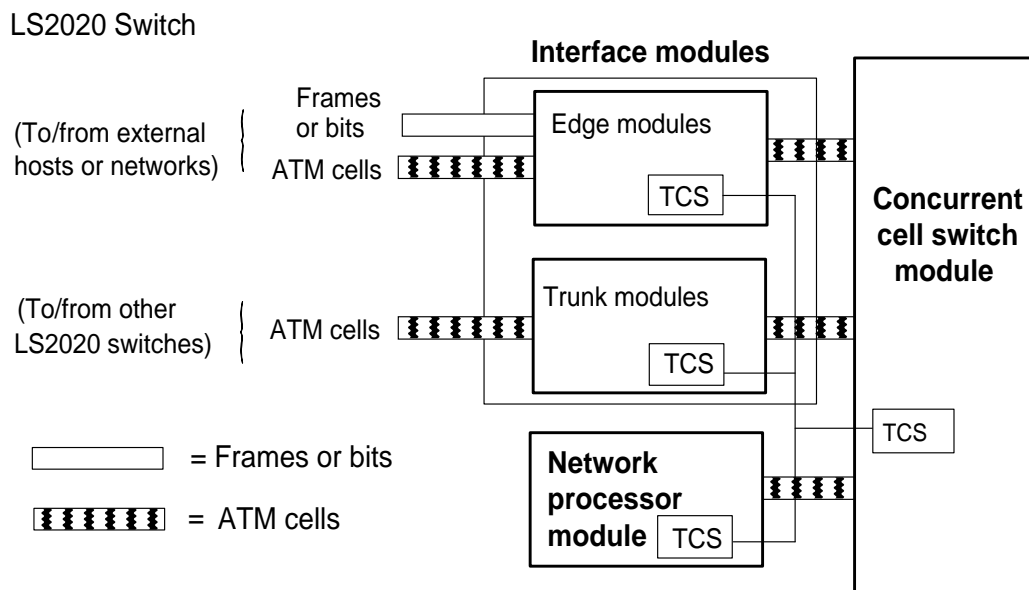 LS2020 Switch
Interface modules
Frames
or bits
(To/from external
hosts or networks)
ATM cells
Edge modules
TCS
Concurrent
cell switch
module
(To/from other
LS2020 switches)
ATM cells
Trunk modules
TCS
TCS
= Frames or bits
= ATM cells
Network
processor
module
TCS